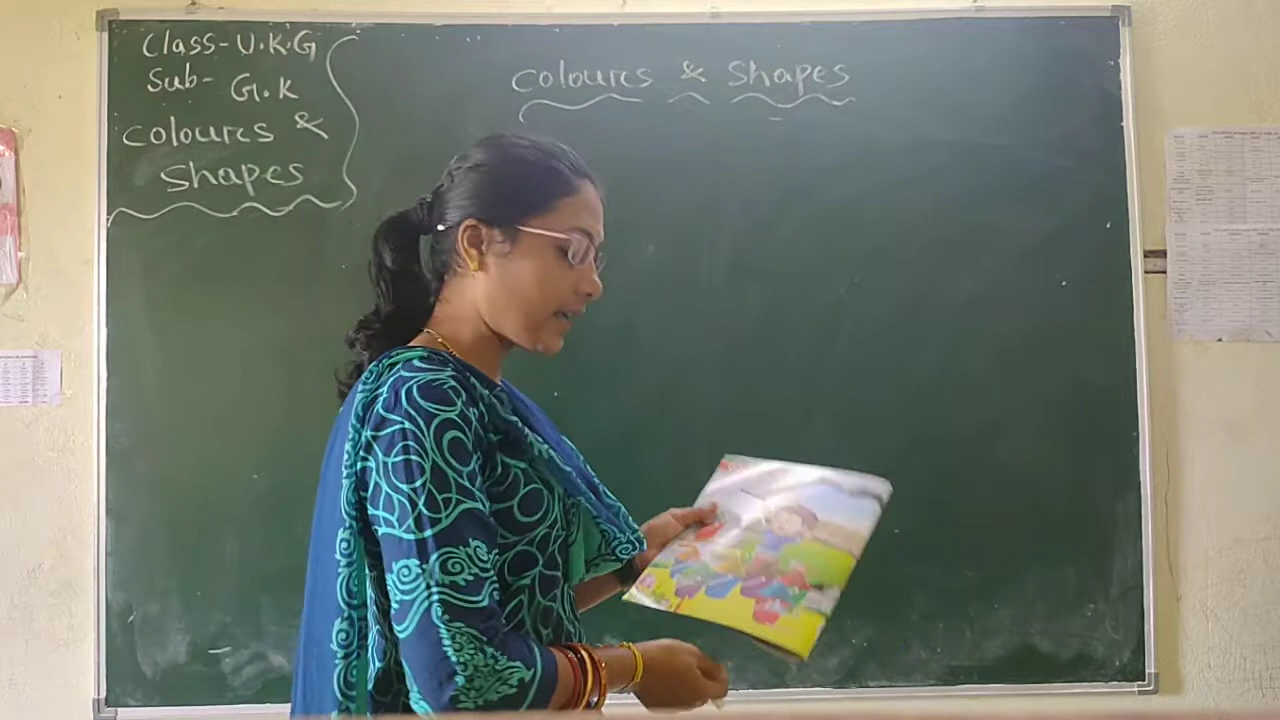 Class- U.K.G
Sub- G.K
colours &
shapes
colours & shapes